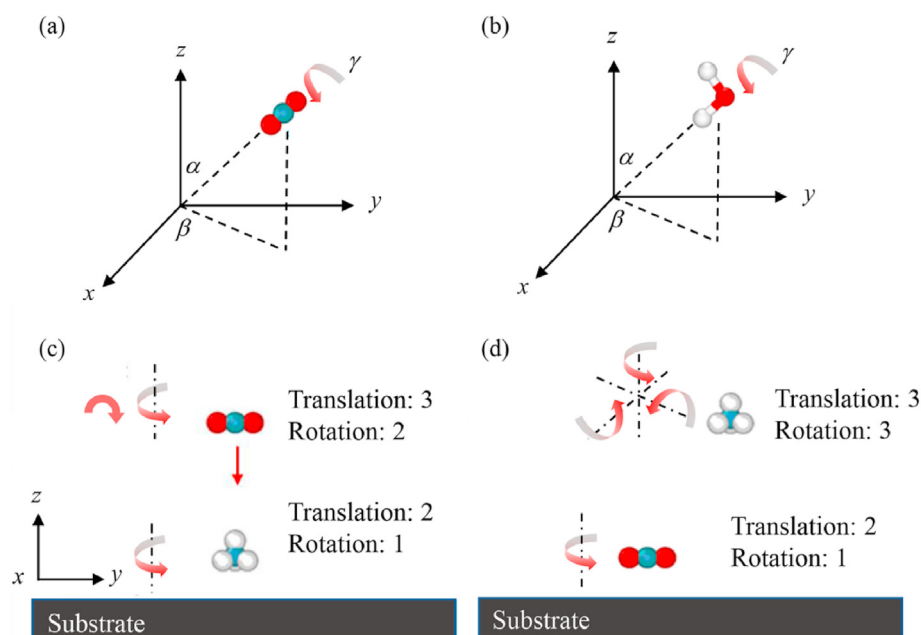 (a)
z
γ
α
β
y
x
(b)
z
γ
α
β
y
x
(c)
Translation: 3
Rotation: 2
Translation: 2
Rotation: 1
z
x
y
Substrate
(d)
Translation: 3
Rotation: 3
Translation: 2
Rotation: 1
Substrate